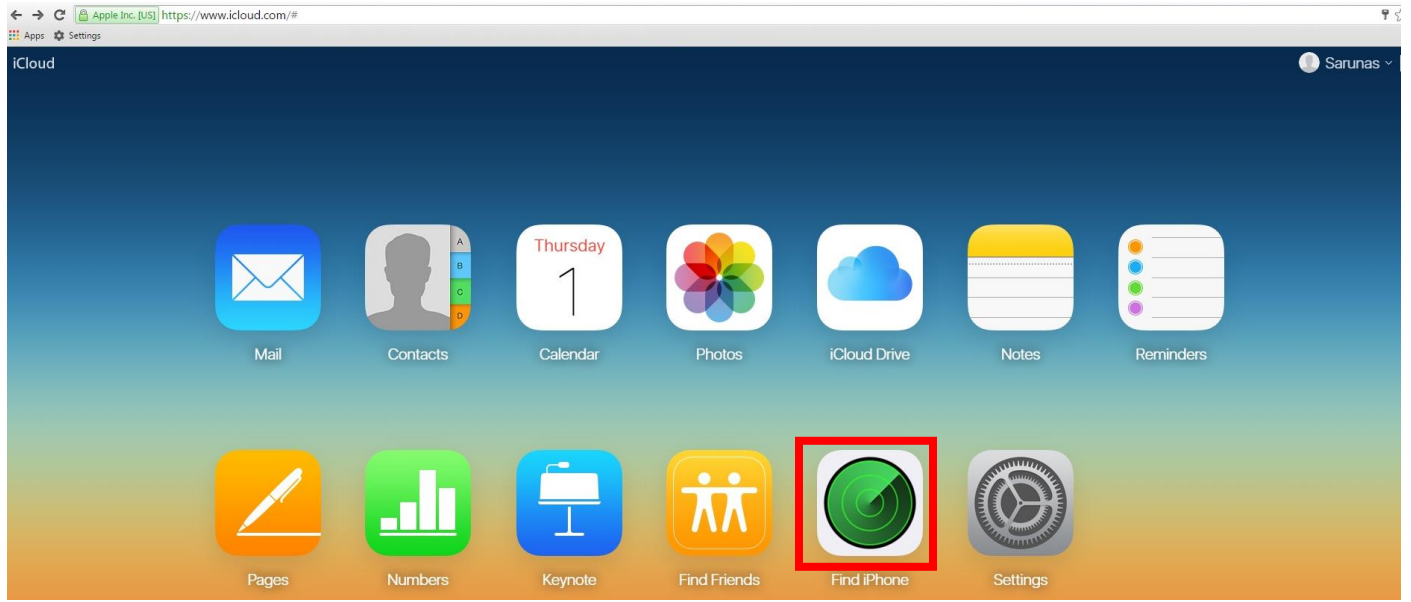 Apple Inc. [US] https://www.icloud.com/#
Apps Settings
iCloud Sarunas
A
B
C
D
Thursday
1
Mail Contacts Calendar Photos iCloud Drive Notes Reminders
Pages Numbers Keynote Find Friends Find iPhone Settings